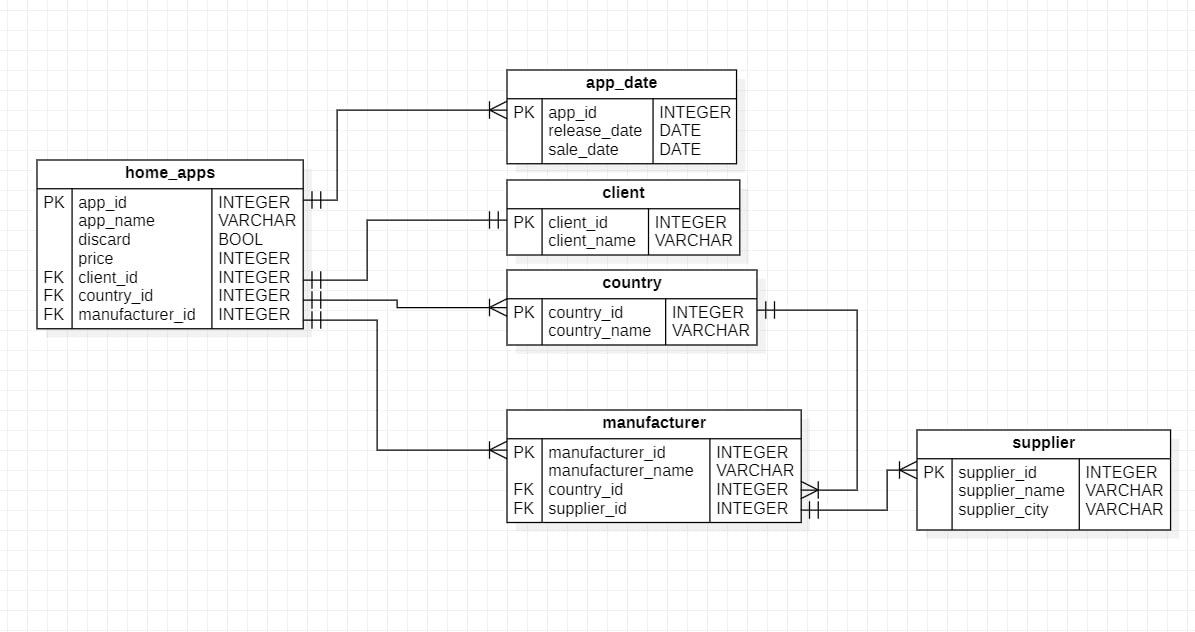 app_date
PK app_id INTEGER
release_date DATE
sale_date DATE
home_apps
PK app_id INTEGER
app_name VARCHAR
discard BOOL
price INTEGER
FK client_id INTEGER
FK country_id INTEGER
FK manufacturer_id INTEGER
client
PK client_id INTEGER
client_name VARCHAR
country
PK country_id INTEGER
country_name VARCHAR
manufacturer
PK manufacturer_id INTEGER
manufacturer_name VARCHAR
FK country_id INTEGER
FK supplier_id INTEGER
supplier
PK supplier_id INTEGER
supplier_name VARCHAR
supplier_city VARCHAR